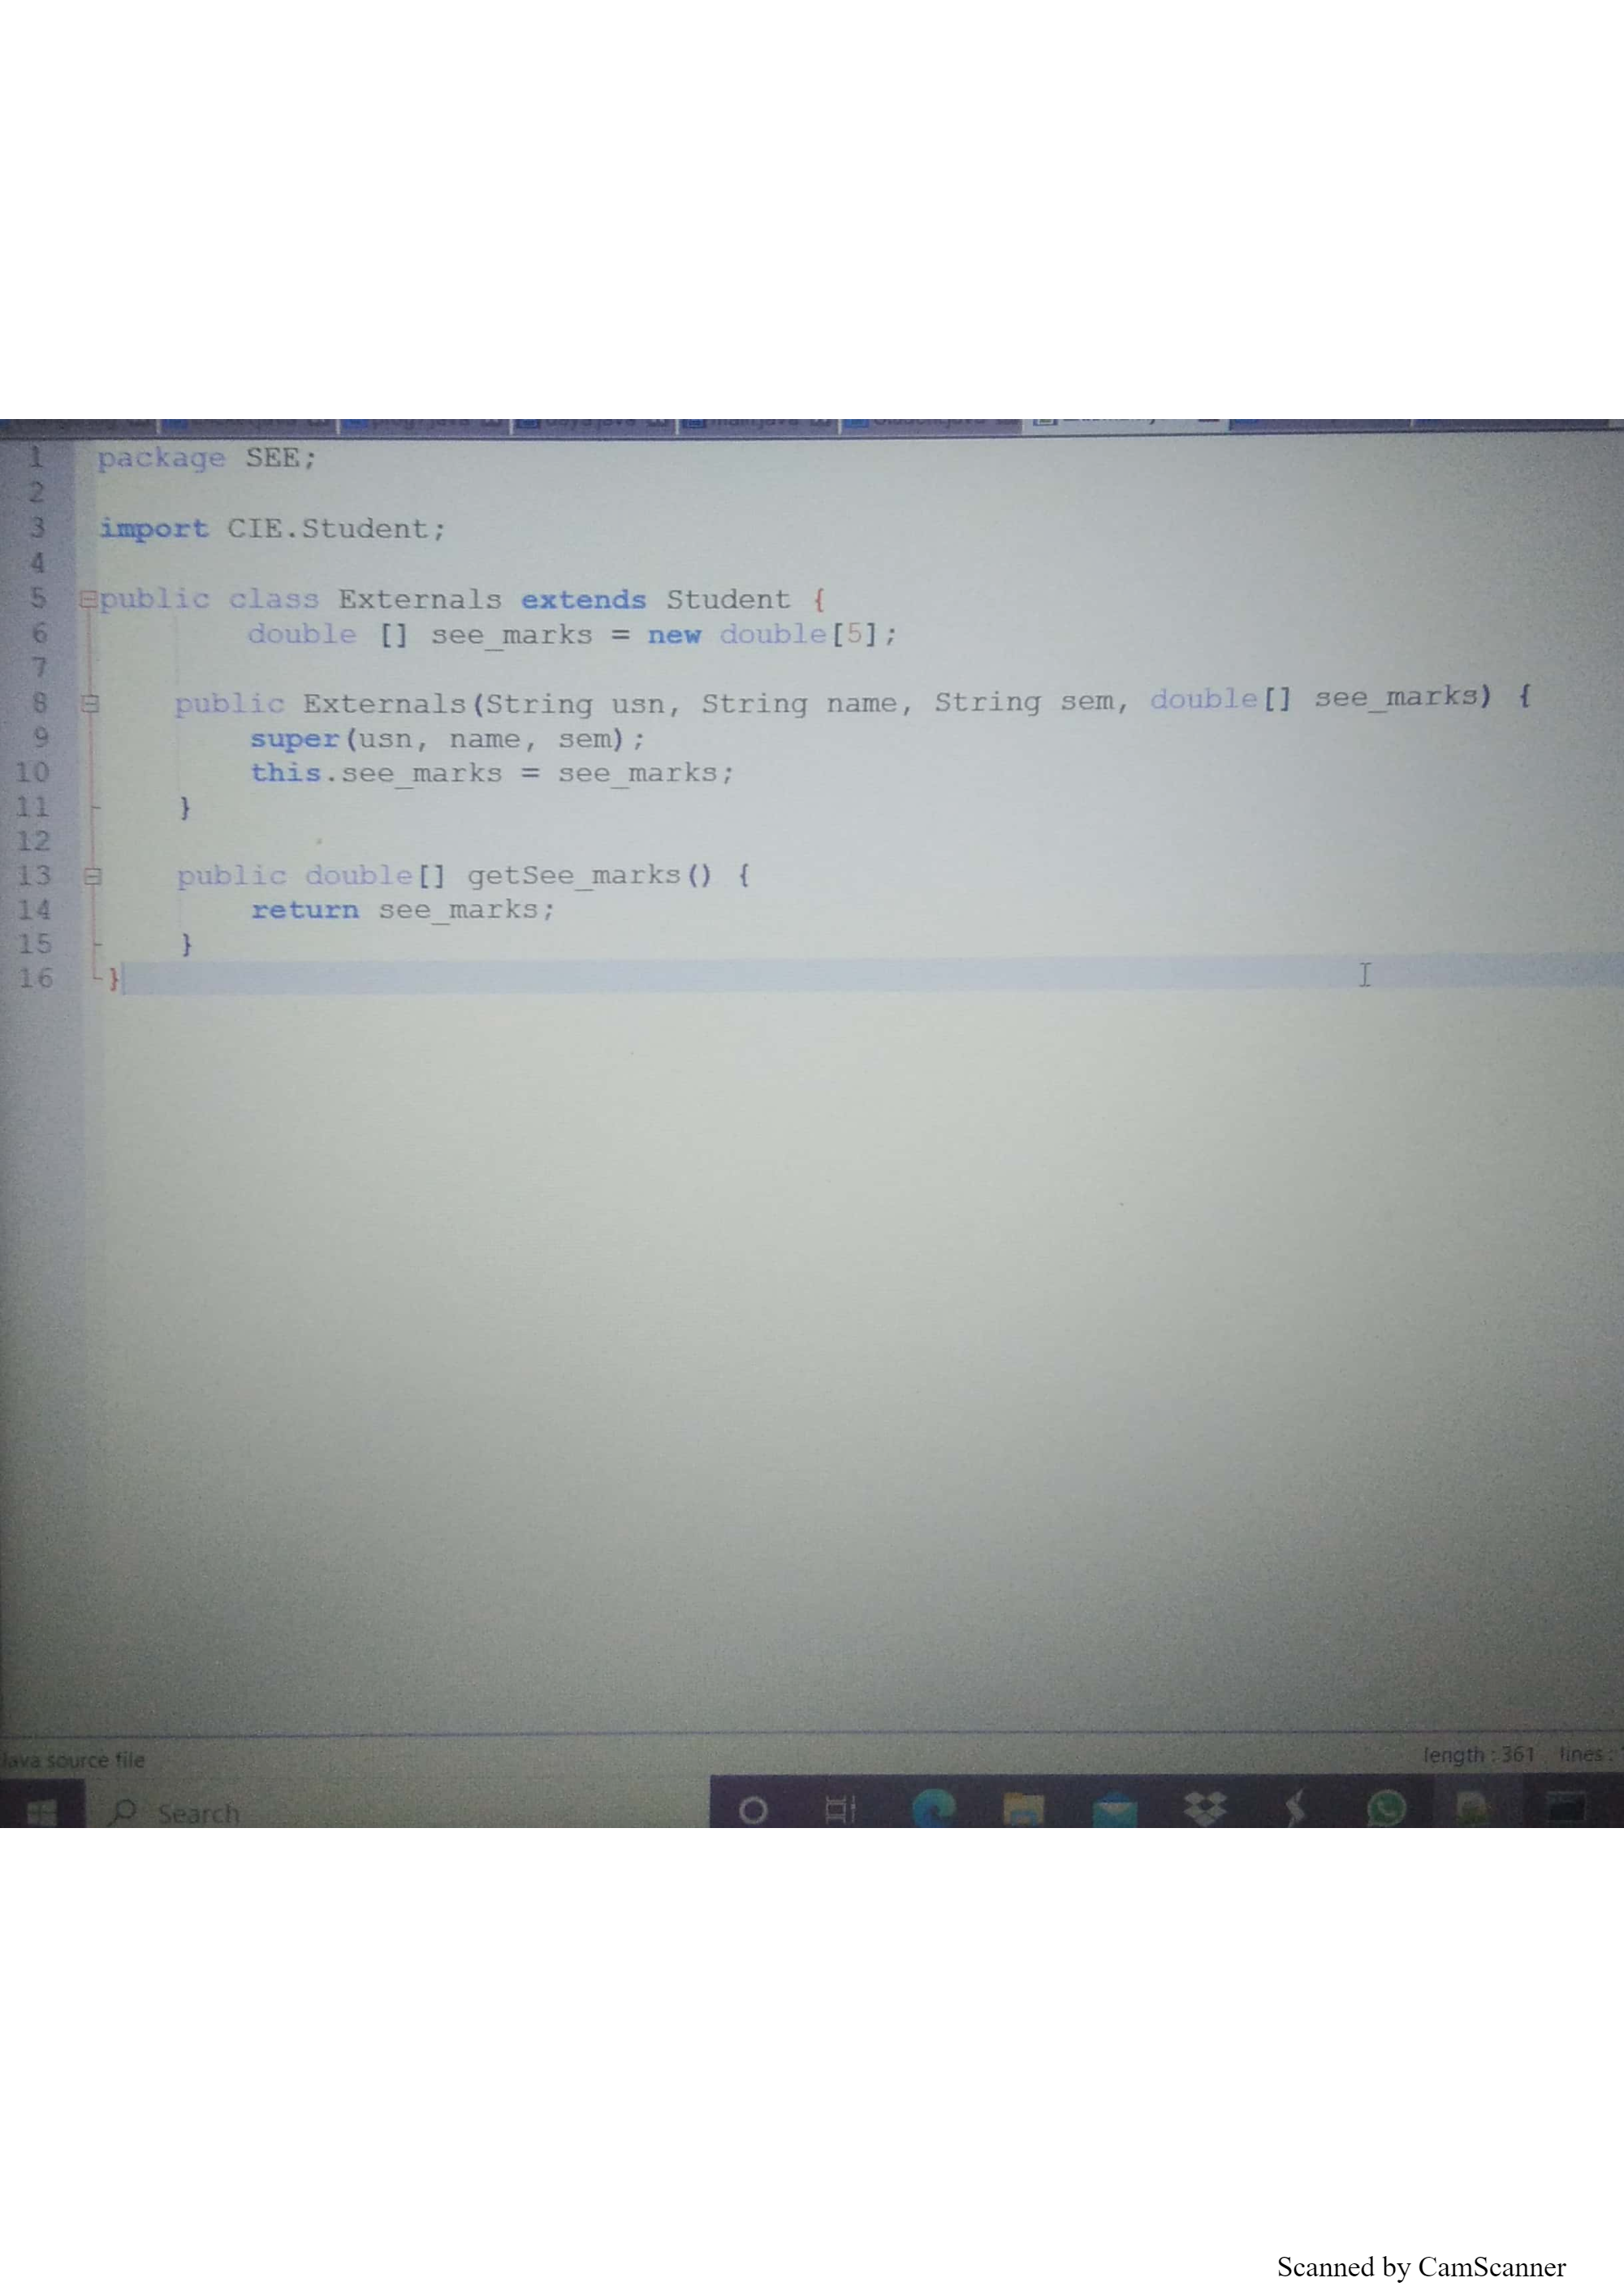 1 package SEE;
2
3 import CIE.Student;
4
5 public class Externals extends Student {
6 double [] see_marks = new double[5];
7
8 public Externals(String usn, String name, String sem, double[] see_marks) {
9 super(usn, name, sem);
10 this.see_marks = see_marks;
11 }
12
13 public double[] getSee_marks() {
14 return see_marks;
15 }
16 }
Java source file
length : 361 lines :
Search
Scanned by CamScanner